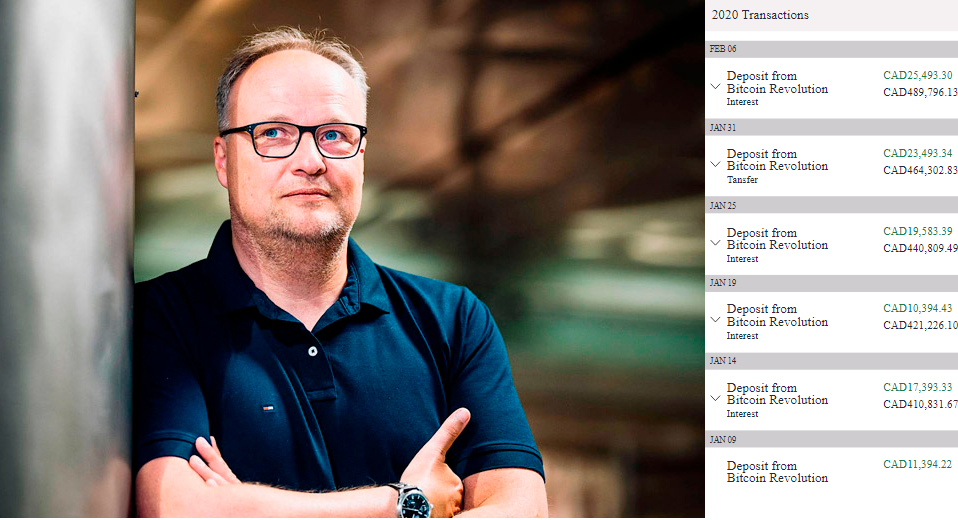 2020 Transactions
FEB 06
Deposit from CAD25,493.30
Bitcoin Revolution CAD489,796.13
Interest
JAN 31
Deposit from CAD23,493.34
Bitcoin Revolution CAD464,302.83
Tansfer
JAN 25
Deposit from CAD19,583.39
Bitcoin Revolution CAD440,809.49
Interest
JAN 19
Deposit from CAD10,394.43
Bitcoin Revolution CAD421,226.10
Interest
JAN 14
Deposit from CAD17,393.33
Bitcoin Revolution CAD410,831.67
Interest
JAN 09
Deposit from CAD11,394.22
Bitcoin Revolution